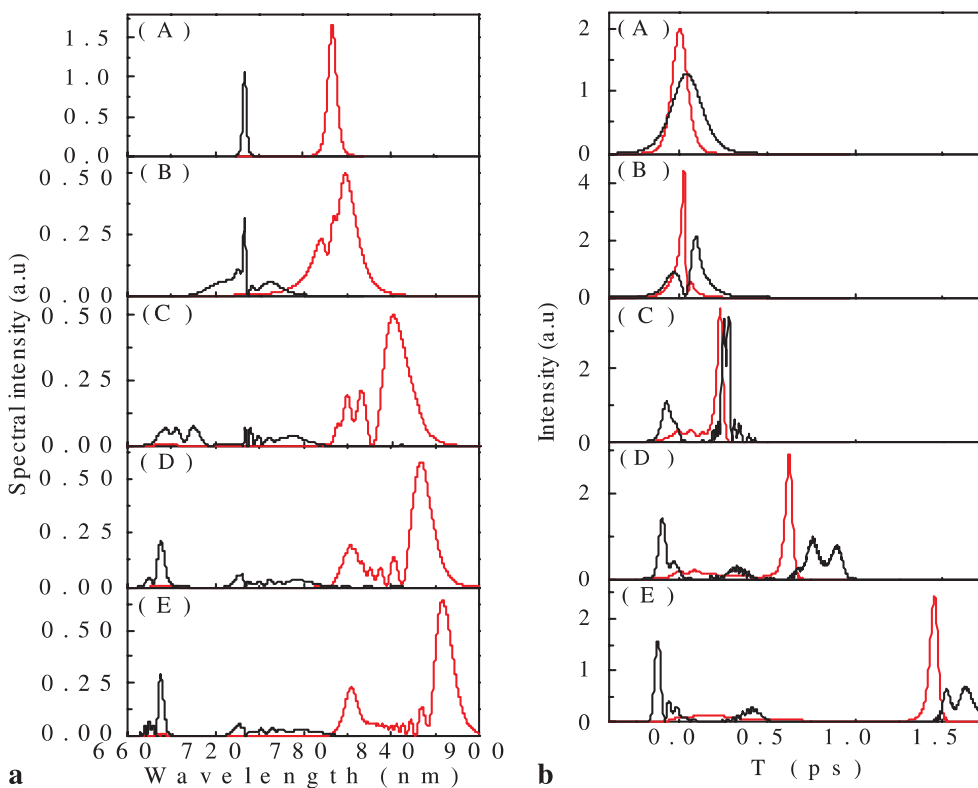 (A)
1.5
1.0
0.5
0.0
(B)
0.50
0.25
0.00
(C)
0.50
0.25
0.00
(D)
0.50
0.25
0.00
(E)
0.50
0.25
0.00
660 720 780 840 900
Wavelength (nm)
Spectral intensity (a.u)
a
(A)
2
1
0
(B)
4
2
0
(C)
2
0
(D)
2
0
(E)
2
1
0
0.0 0.5 1.0 1.5
T (ps)
Intensity (a.u)
b